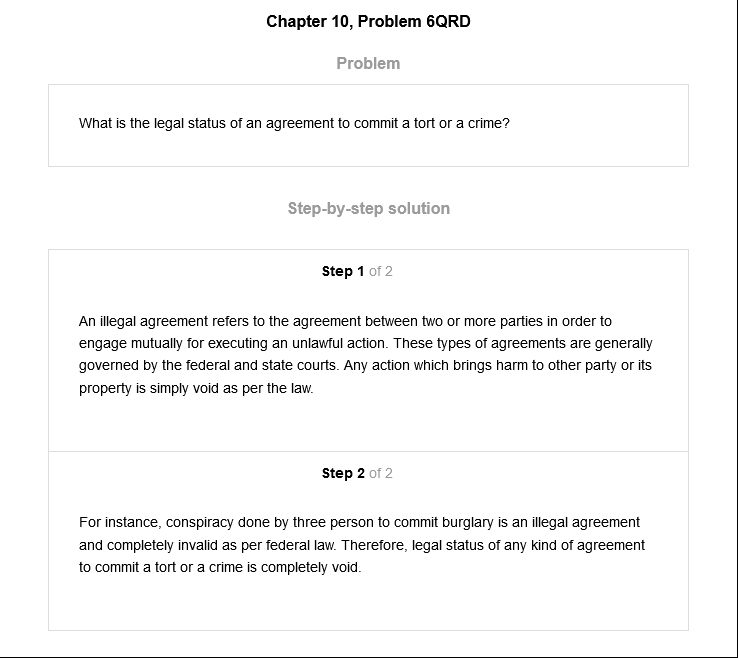 Chapter 10, Problem 6QRD
Problem
What is the legal status of an agreement to commit a tort or a crime?
Step-by-step solution
Step 1 of 2
An illegal agreement refers to the agreement between two or more parties in order to
engage mutually for executing an unlawful action. These types of agreements are generally
governed by the federal and state courts. Any action which brings harm to other party or its
property is simply void as per the law.
Step 2 of 2
For instance, conspiracy done by three person to commit burglary is an illegal agreement
and completely invalid as per federal law. Therefore, legal status of any kind of agreement
to commit a tort or a crime is completely void.